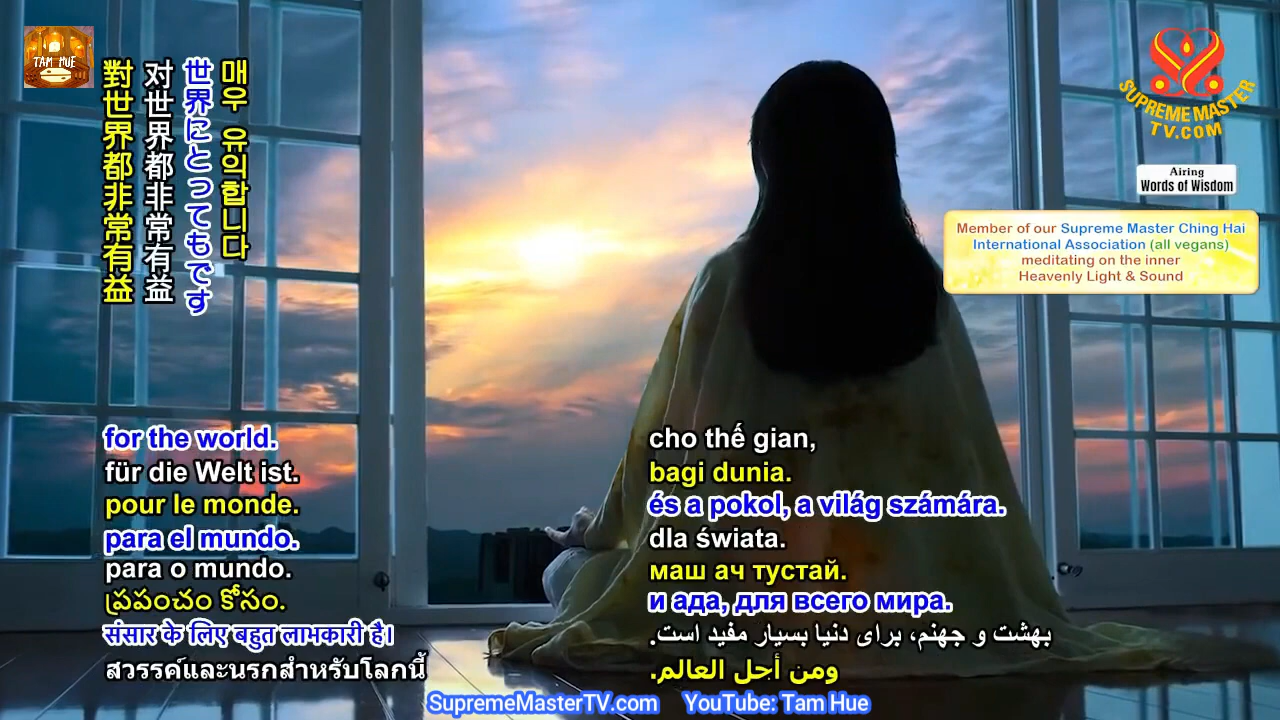 TAM HUE
對世界都非常有益
对世界都非常有益
世界にとってもです
매우 유의합니다
SUPREME MASTER
TV.COM
Airing
Words of Wisdom
Member of our Supreme Master Ching Hai
International Association (all vegans)
meditating on the inner
Heavenly Light & Sound
for the world.
für die Welt ist.
pour le monde.
para el mundo.
para o mundo.
ప్రపంచం కోసం.
संसार के लिए बहुत लाभकारी है।
สวรรค์และนรกสำหรับโลกนี้
cho thế gian,
bagi dunia.
és a pokol, a világ számára.
dla świata.
маш ач тустай.
и ада, для всего мира.
بهشت و جهنم، برای دنیا بسیار مفید است.
ومن أجل العالم.
SupremeMasterTV.com YouTube: Tam Hue